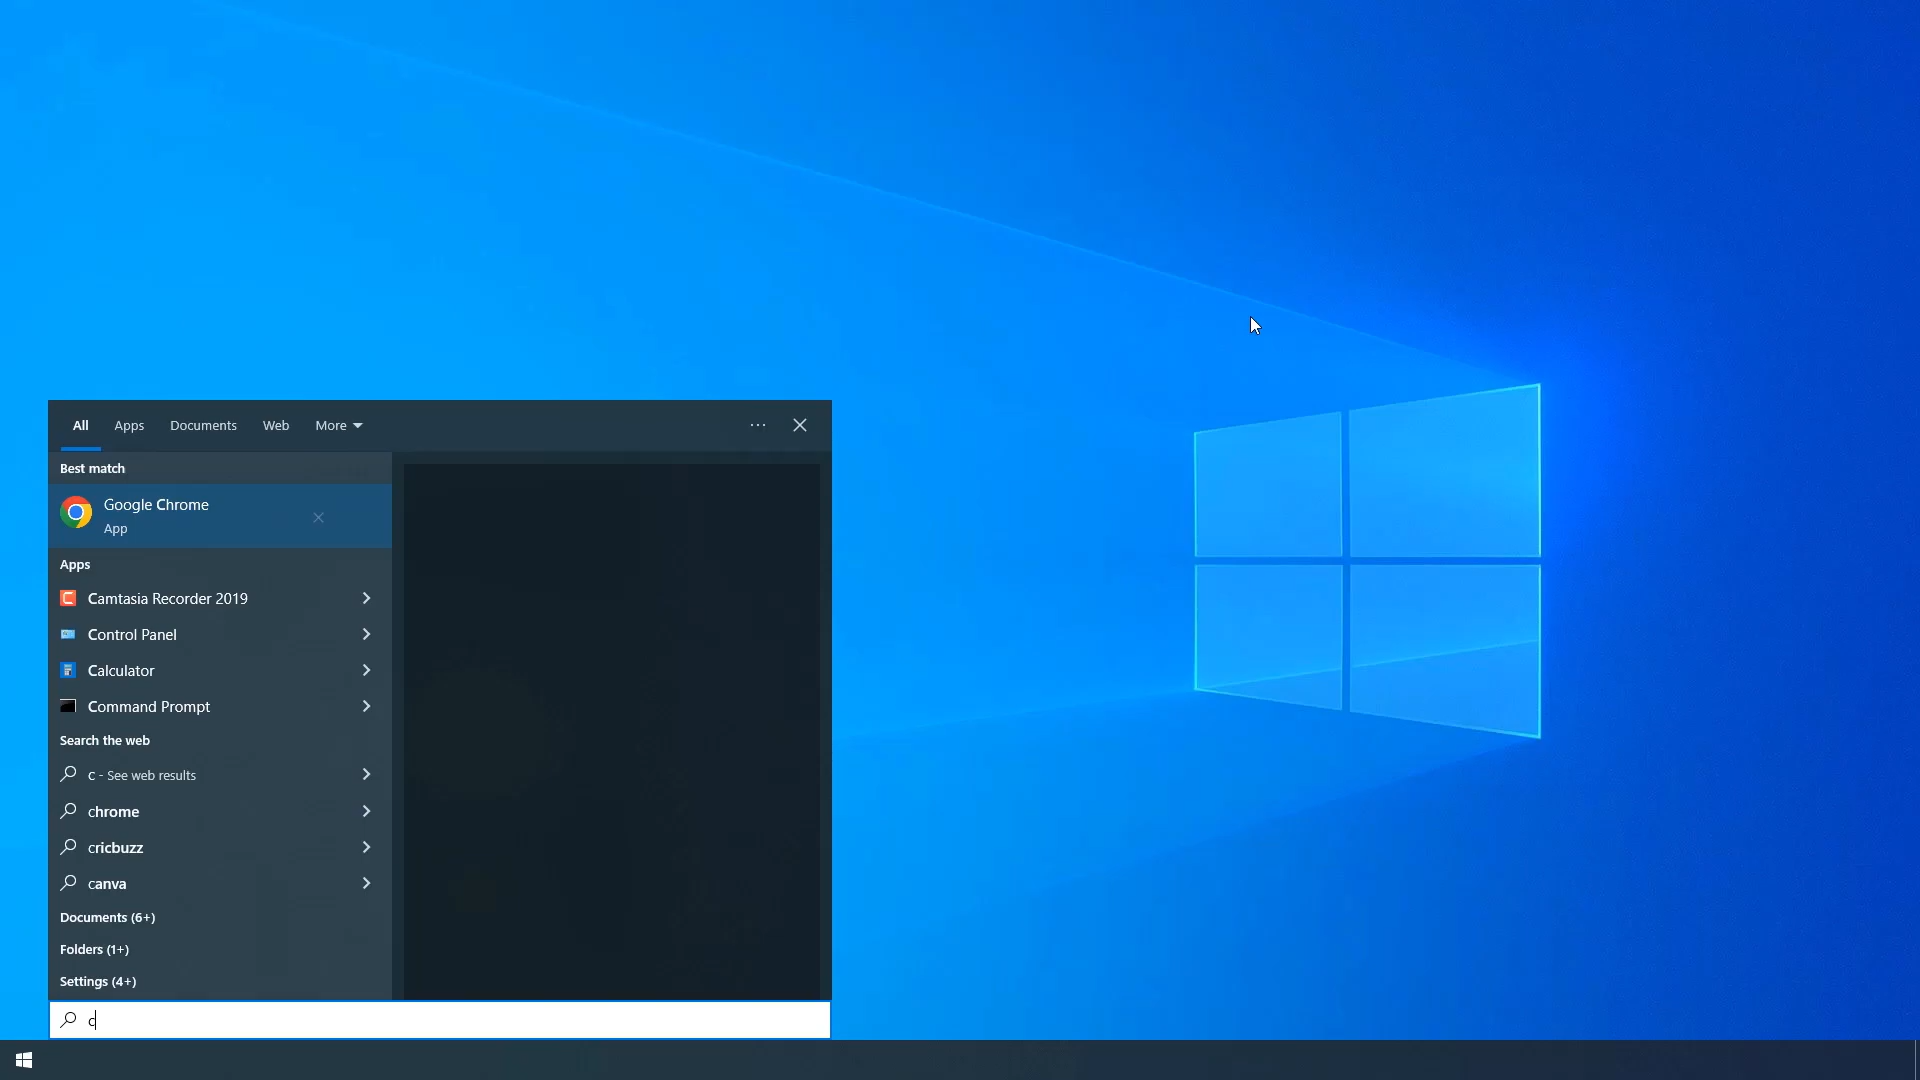 All Apps Documents Web More
Best match
Google Chrome
App
Apps
Camtasia Recorder 2019
Control Panel
Calculator
Command Prompt
Search the web
c - See web results
chrome
cricbuzz
canva
Documents (6+)
Folders (1+)
Settings (4+)
c